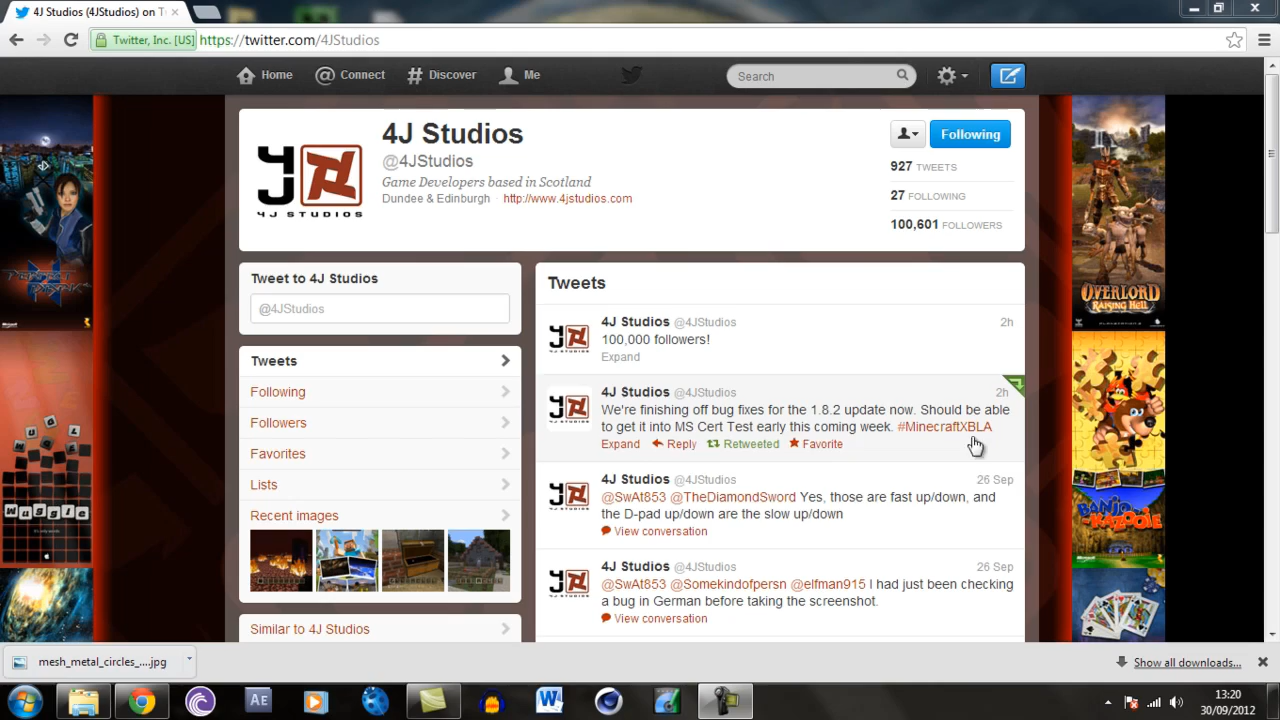 4J Studios (4JStudios) on T
Twitter, Inc. [US] https://twitter.com/4JStudios
Home @ Connect # Discover Me Search
4J STUDIOS
4J Studios
@4JStudios
Game Developers based in Scotland
Dundee & Edinburgh · http://www.4jstudios.com
Following
927 TWEETS
27 FOLLOWING
100,601 FOLLOWERS
Tweet to 4J Studios
@4JStudios
Tweets
Following
Followers
Favorites
Lists
Recent images
Similar to 4J Studios
Tweets
4J Studios @4JStudios 2h
100,000 followers!
Expand
4J Studios @4JStudios 2h
We're finishing off bug fixes for the 1.8.2 update now. Should be able
to get it into MS Cert Test early this coming week. #MinecraftXBLA
Expand Reply Retweeted Favorite
4J Studios @4JStudios 26 Sep
@SwAt853 @TheDiamondSword Yes, those are fast up/down, and
the D-pad up/down are the slow up/down
View conversation
4J Studios @4JStudios 26 Sep
@SwAt853 @Somekindofpersn @elfman915 I had just been checking
a bug in German before taking the screenshot.
View conversation
OVERLORD
RAISING HELL
BANJO
KAZOOIE
mesh_metal_circles_....jpg
Show all downloads...
AE
13:20
30/09/2012